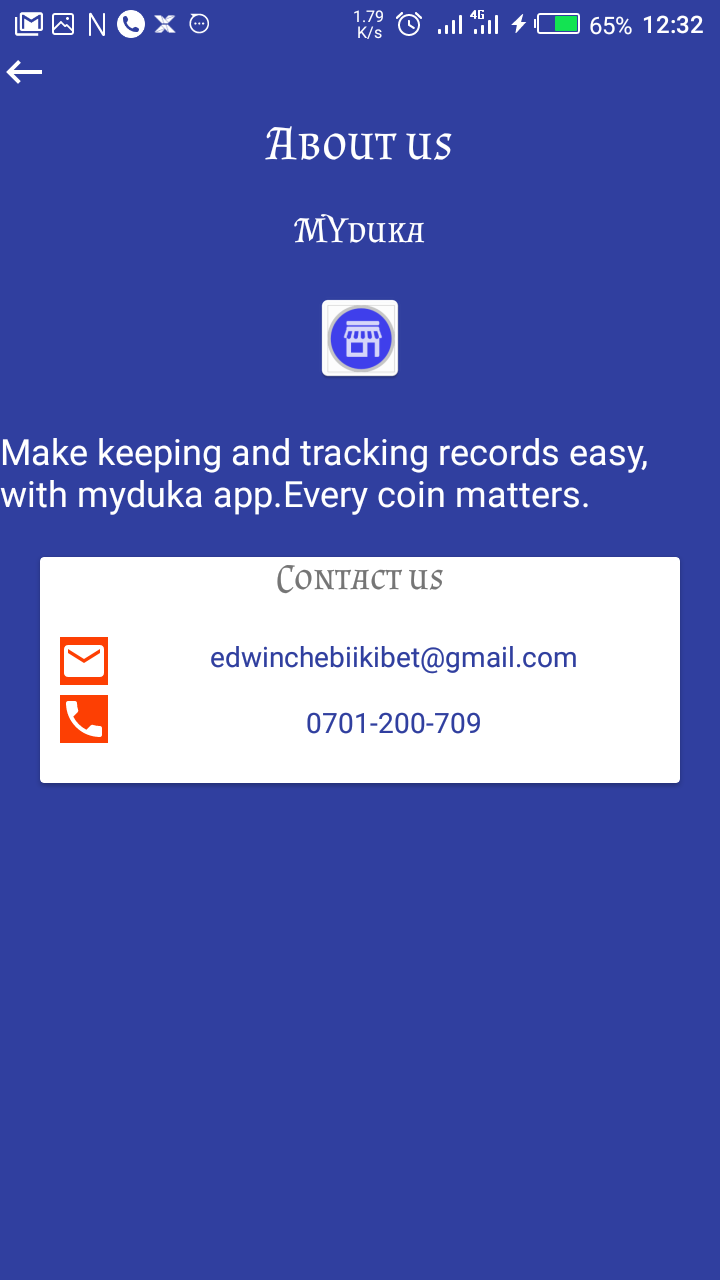 1.79
K/s
4G
65%
12:32
About us
MYduka
Make keeping and tracking records easy,
with myduka app.Every coin matters.
Contact us
edwinchebiikibet@gmail.com
0701-200-709